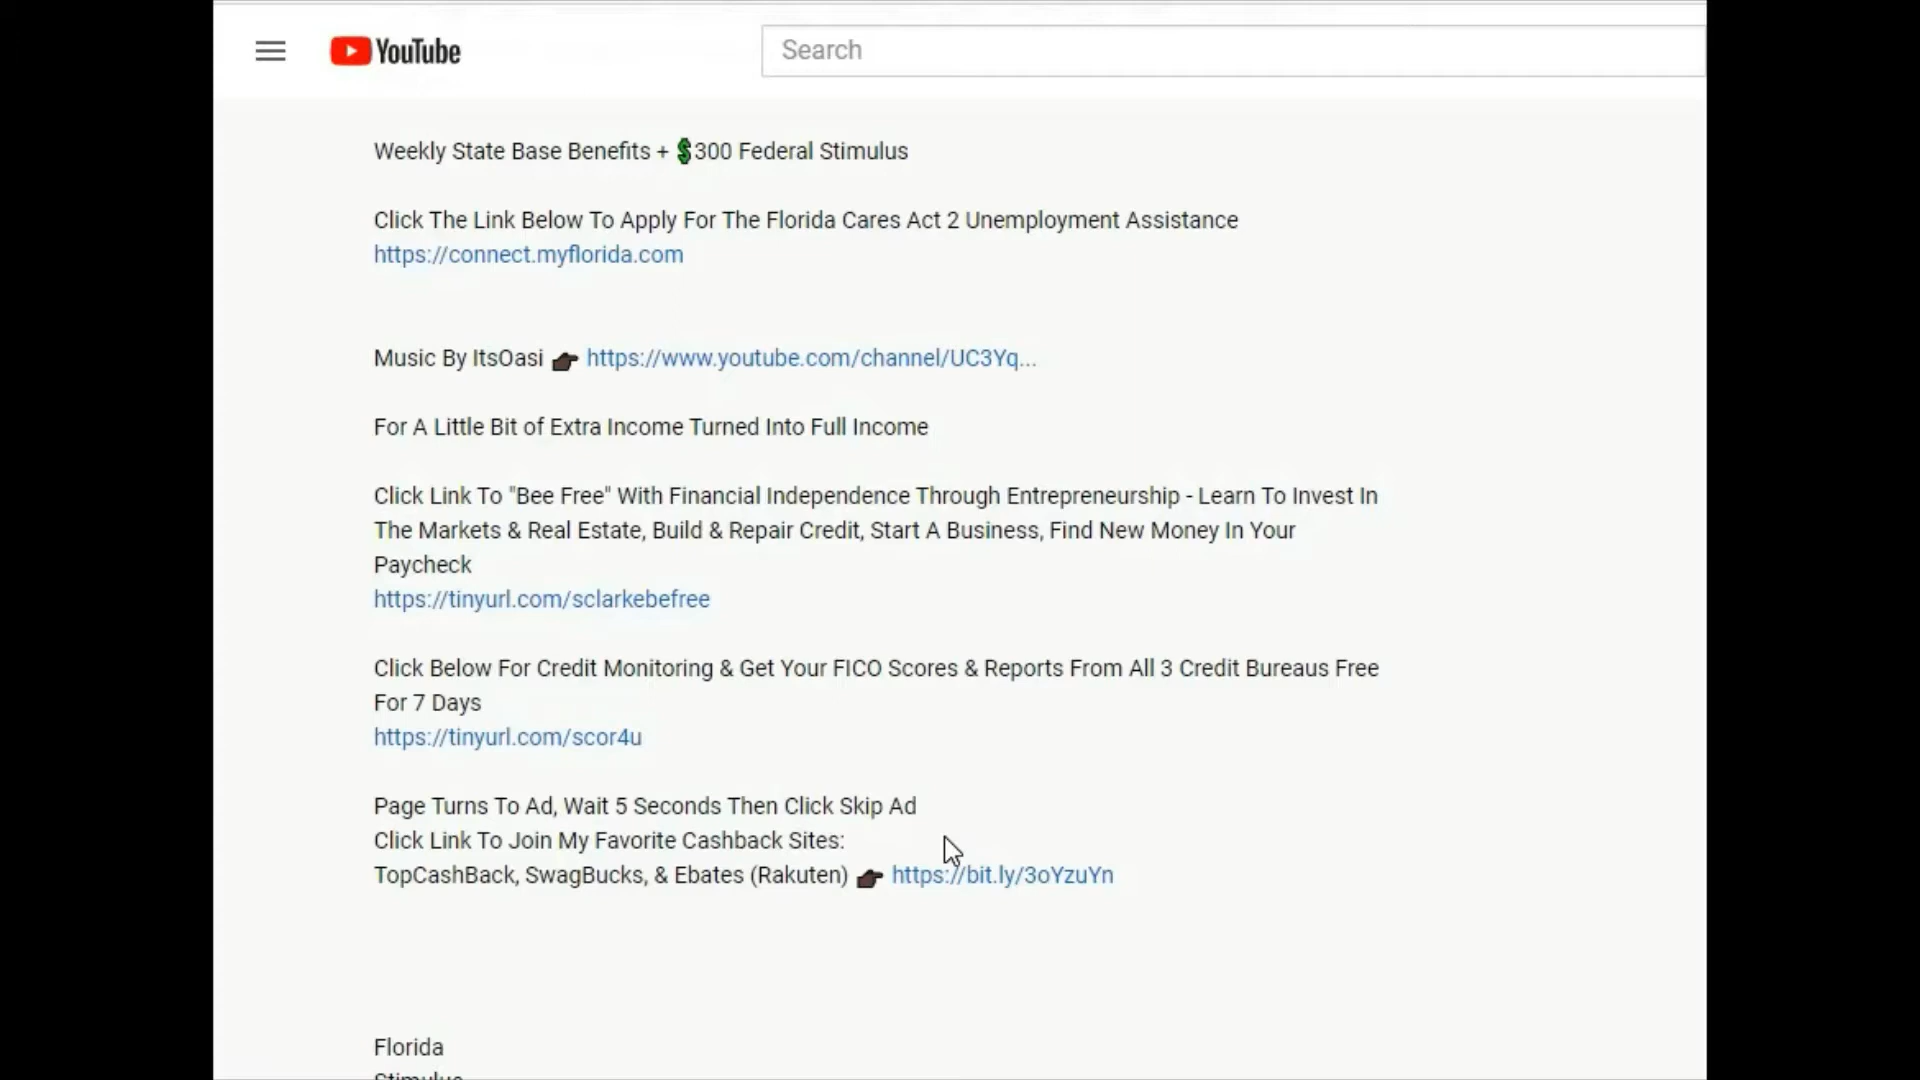 YouTube
Search
Weekly State Base Benefits + 💲300 Federal Stimulus
Click The Link Below To Apply For The Florida Cares Act 2 Unemployment Assistance
https://connect.myflorida.com
Music By ItsOasi 👉🏿 https://www.youtube.com/channel/UC3Yq...
For A Little Bit of Extra Income Turned Into Full Income
Click Link To "Bee Free" With Financial Independence Through Entrepreneurship - Learn To Invest In
The Markets & Real Estate, Build & Repair Credit, Start A Business, Find New Money In Your
Paycheck
https://tinyurl.com/sclarkebefree
Click Below For Credit Monitoring & Get Your FICO Scores & Reports From All 3 Credit Bureaus Free
For 7 Days
https://tinyurl.com/scor4u
Page Turns To Ad, Wait 5 Seconds Then Click Skip Ad
Click Link To Join My Favorite Cashback Sites:
TopCashBack, SwagBucks, & Ebates (Rakuten) 👉🏿 https://bit.ly/3oYzuYn
Florida
Stimulus